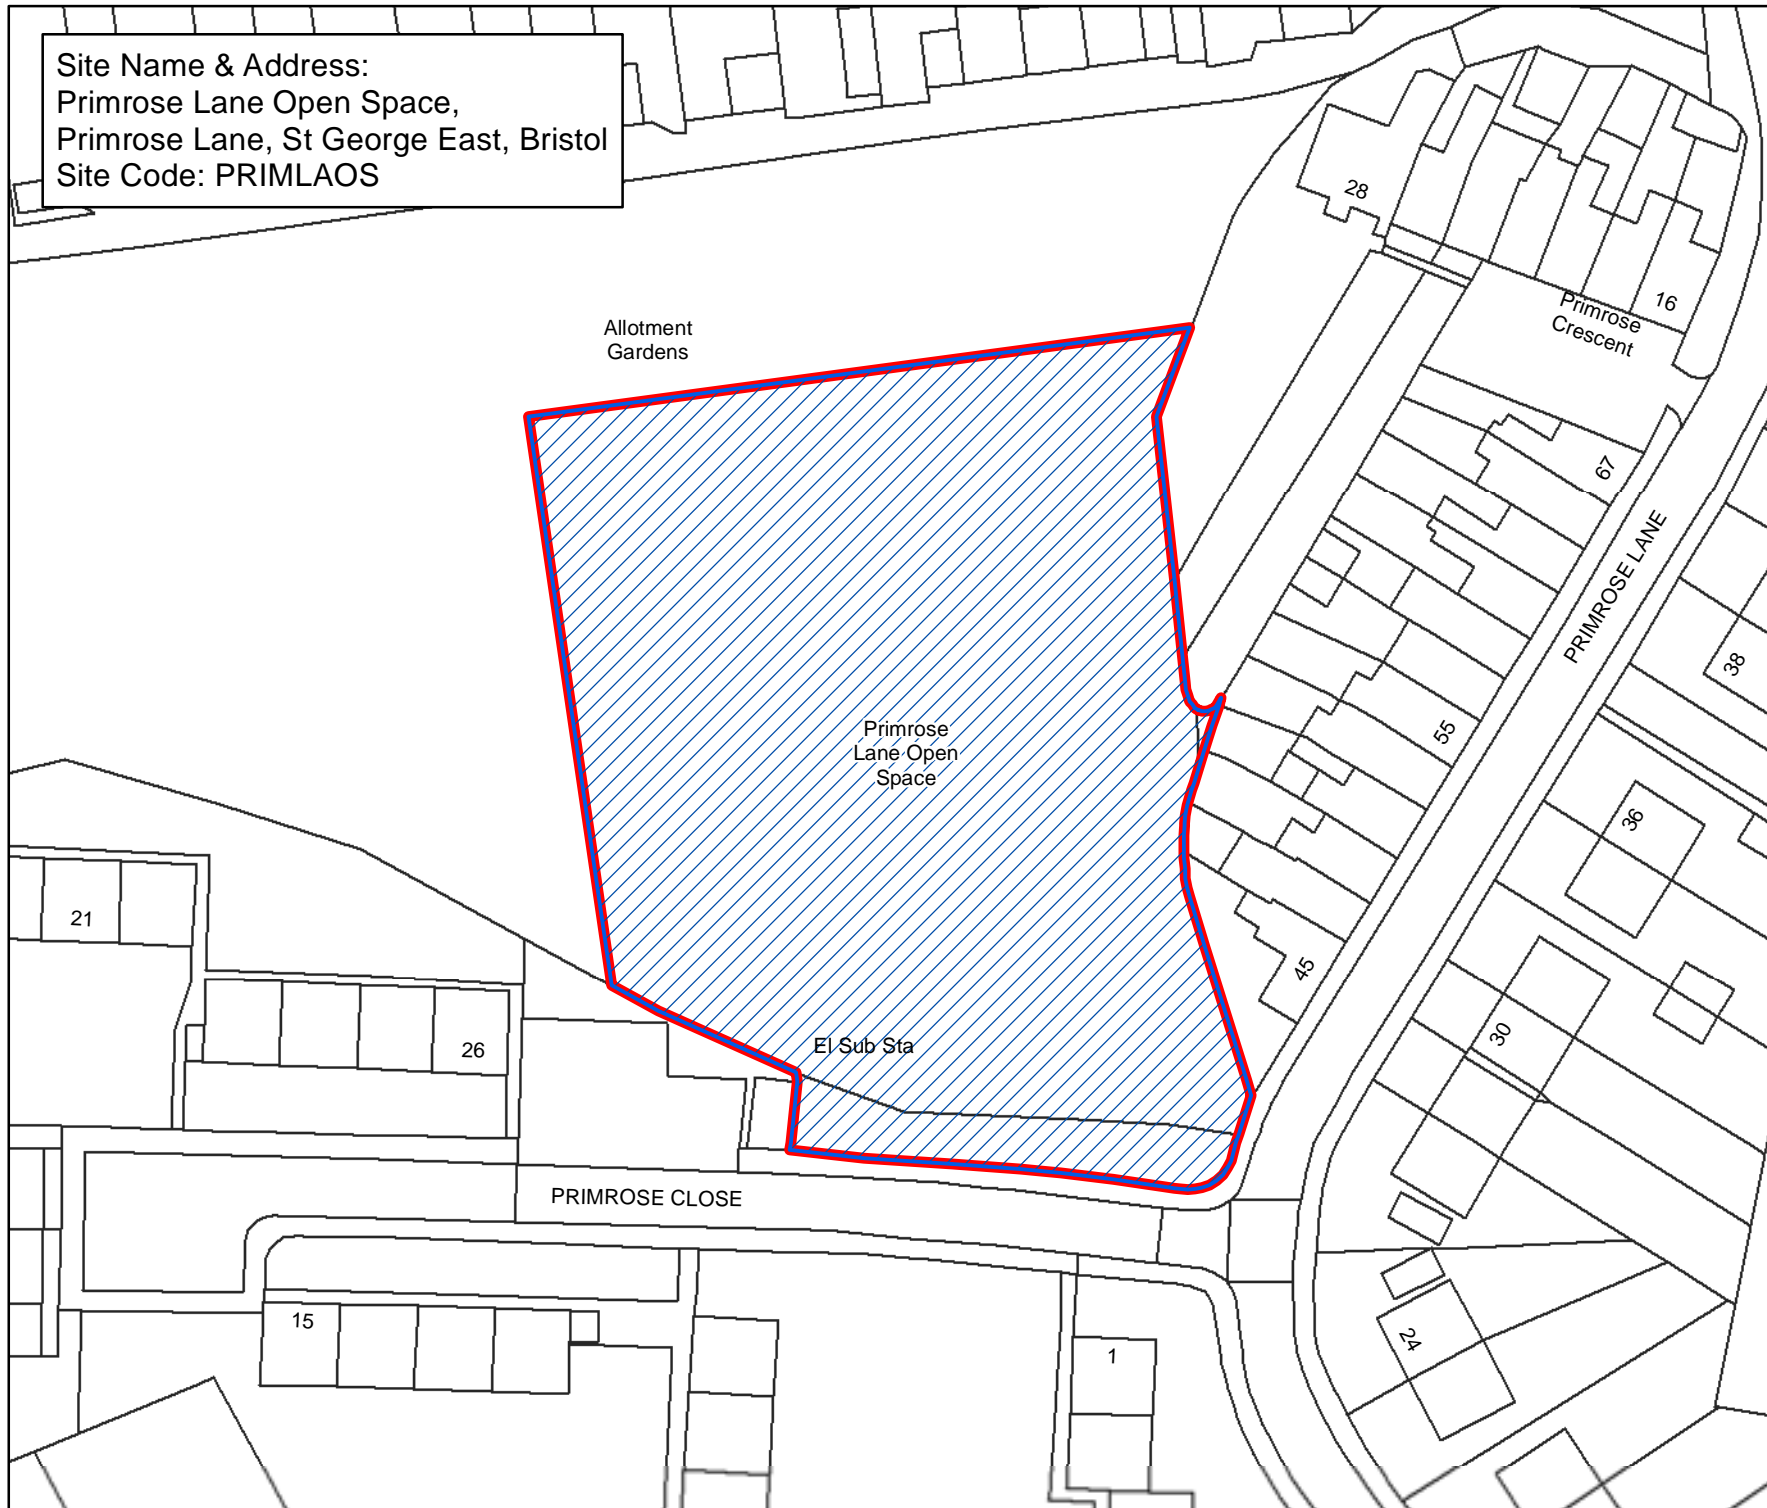 Site Name & Address:
Primrose Lane Open Space,
Primrose Lane, St George East, Bristol
Site Code: PRIMLAOS
28
16
Primrose
Crescent
Allotment
Gardens
67
PRIMROSE LANE
38
55
Primrose
Lane Open
Space
36
21
45
30
26
El Sub Sta
PRIMROSE CLOSE
15
1
24